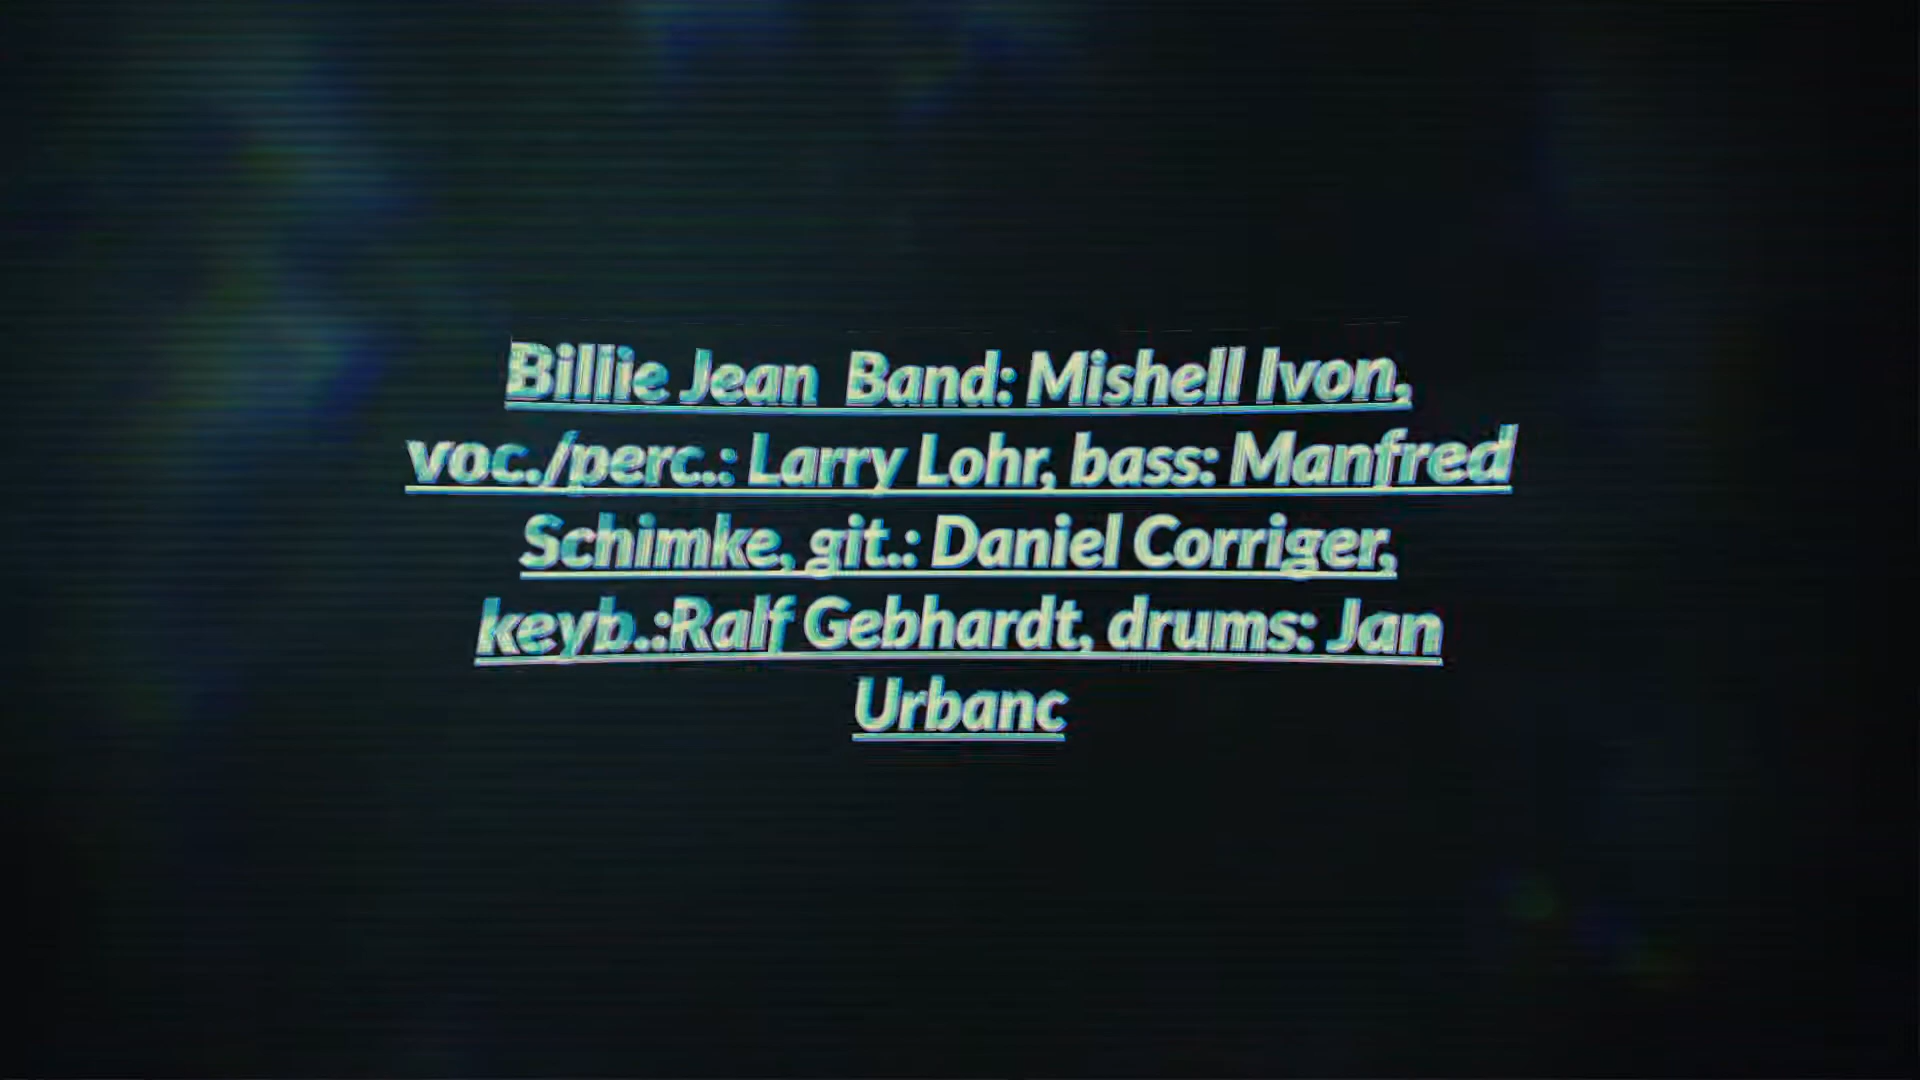 Billie Jean  Band: Mishell Ivon,
voc./perc.: Larry Lohr, bass: Manfred
Schimke, git.: Daniel Corriger,
keyb.:Ralf Gebhardt, drums: Jan
Urbanc